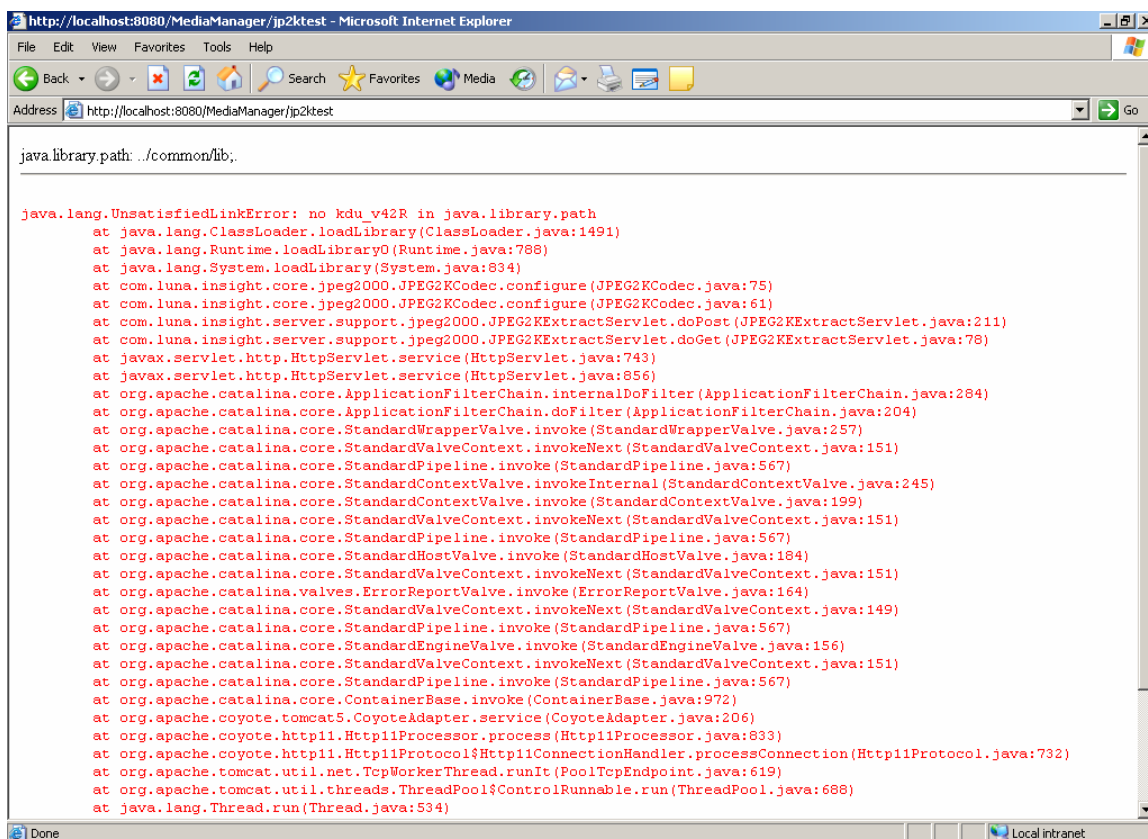 http://localhost:8080/MediaManager/jp2ktest - Microsoft Internet Explorer
File Edit View Favorites Tools Help
Back Search Favorites Media
Address http://localhost:8080/MediaManager/jp2ktest Go
java.library.path: ../common/lib;.
java.lang.UnsatisfiedLinkError: no kdu_v42R in java.library.path
at java.lang.ClassLoader.loadLibrary(ClassLoader.java:1491)
at java.lang.Runtime.loadLibrary0(Runtime.java:788)
at java.lang.System.loadLibrary(System.java:834)
at com.luna.insight.core.jpeg2000.JPEG2KCodec.configure(JPEG2KCodec.java:75)
at com.luna.insight.core.jpeg2000.JPEG2KCodec.configure(JPEG2KCodec.java:61)
at com.luna.insight.server.support.jpeg2000.JPEG2KExtractServlet.doPost(JPEG2KExtractServlet.java:211)
at com.luna.insight.server.support.jpeg2000.JPEG2KExtractServlet.doGet(JPEG2KExtractServlet.java:78)
at javax.servlet.http.HttpServlet.service(HttpServlet.java:743)
at javax.servlet.http.HttpServlet.service(HttpServlet.java:856)
at org.apache.catalina.core.ApplicationFilterChain.internalDoFilter(ApplicationFilterChain.java:284)
at org.apache.catalina.core.ApplicationFilterChain.doFilter(ApplicationFilterChain.java:204)
at org.apache.catalina.core.StandardWrapperValve.invoke(StandardWrapperValve.java:257)
at org.apache.catalina.core.StandardValveContext.invokeNext(StandardValveContext.java:151)
at org.apache.catalina.core.StandardPipeline.invoke(StandardPipeline.java:567)
at org.apache.catalina.core.StandardContextValve.invokeInternal(StandardContextValve.java:245)
at org.apache.catalina.core.StandardContextValve.invoke(StandardContextValve.java:199)
at org.apache.catalina.core.StandardValveContext.invokeNext(StandardValveContext.java:151)
at org.apache.catalina.core.StandardPipeline.invoke(StandardPipeline.java:567)
at org.apache.catalina.core.StandardHostValve.invoke(StandardHostValve.java:184)
at org.apache.catalina.core.StandardValveContext.invokeNext(StandardValveContext.java:151)
at org.apache.catalina.valves.ErrorReportValve.invoke(ErrorReportValve.java:164)
at org.apache.catalina.core.StandardValveContext.invokeNext(StandardValveContext.java:149)
at org.apache.catalina.core.StandardPipeline.invoke(StandardPipeline.java:567)
at org.apache.catalina.core.StandardEngineValve.invoke(StandardEngineValve.java:156)
at org.apache.catalina.core.StandardValveContext.invokeNext(StandardValveContext.java:151)
at org.apache.catalina.core.StandardPipeline.invoke(StandardPipeline.java:567)
at org.apache.catalina.core.ContainerBase.invoke(ContainerBase.java:972)
at org.apache.coyote.tomcat5.CoyoteAdapter.service(CoyoteAdapter.java:206)
at org.apache.coyote.http11.Http11Processor.process(Http11Processor.java:833)
at org.apache.coyote.http11.Http11Protocol$Http11ConnectionHandler.processConnection(Http11Protocol.java:732)
at org.apache.tomcat.util.net.TcpWorkerThread.runIt(PoolTcpEndpoint.java:619)
at org.apache.tomcat.util.threads.ThreadPool$ControlRunnable.run(ThreadPool.java:688)
at java.lang.Thread.run(Thread.java:534)
Done Local intranet